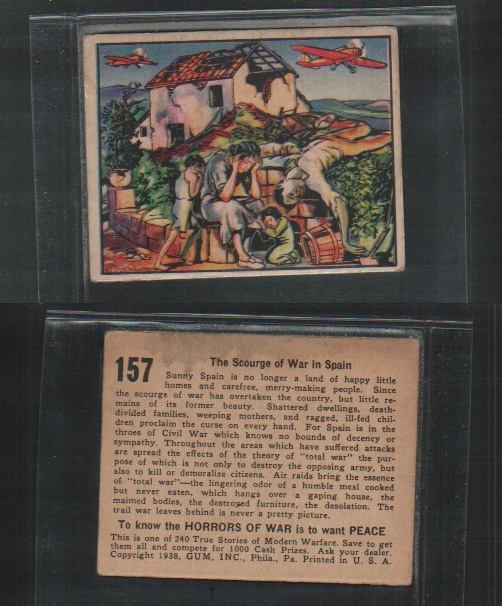 157
The Scourge of War in Spain
Sunny Spain is no longer a land of happy little
homes and carefree, merry-making people. Since
the scourge of war has overtaken the country, but little re-
mains of its former beauty. Shattered dwellings, death-
divided families, weeping mothers, and ragged, ill-fed chil-
dren proclaim the curse on every hand. For Spain is in the
throes of Civil War which knows no bounds of decency or
sympathy. Throughout the areas which have suffered attacks
are spread the effects of the theory of "total war" the pur-
pose of which is not only to destroy the opposing army, but
also to kill or demoralize citizens. Air raids bring the essence
of "total war"—the lingering odor of a humble meal cooked
but never eaten, which hangs over a gaping house, the
maimed bodies, the destroyed furniture, the desolation. The
trail war leaves behind is never a pretty picture.
To know the HORRORS OF WAR is to want PEACE
This is one of 240 True Stories of Modern Warfare. Save to get
them all and compete for 1000 Cash Prizes. Ask your dealer.
Copyright 1938, GUM, INC., Phila., Pa. Printed in U. S. A.